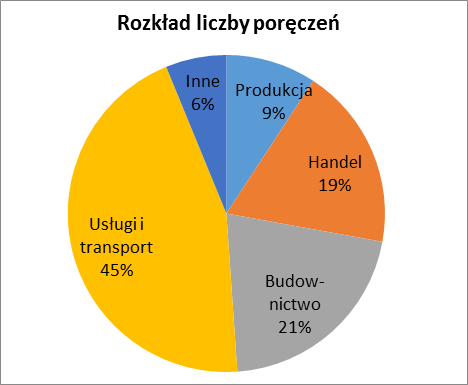 Rozkład liczby poręczeń
Inne
6%
Produkcja
9%
Handel
19%
Usługi i
transport
45%
Budow-
nictwo
21%